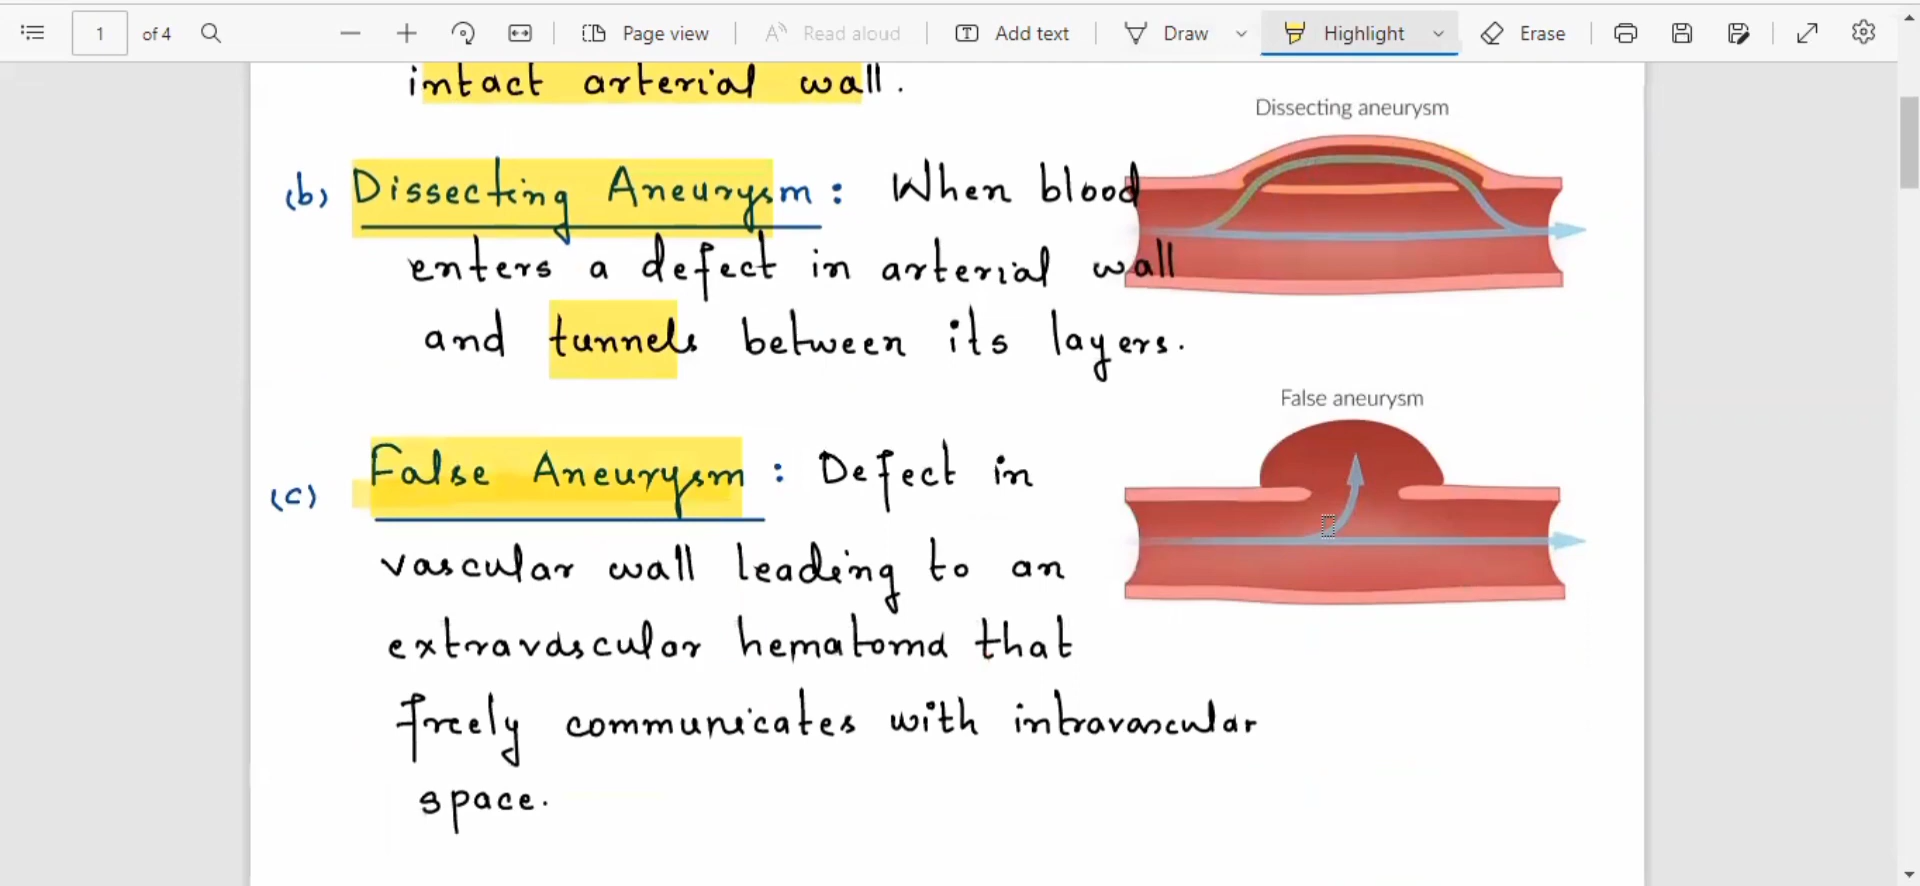 1 of 4 Page view Read aloud Add text Draw Highlight Erase
intact arterial wall.
Dissecting aneurysm
(b) Dissecting Aneurysm : When blood
enters a defect in arterial wall
and tunnels between its layers.
False aneurysm
(c) False Aneurysm : Defect in
vascular wall leading to an
extravascular hematoma that
freely communicates with intravascular
space.